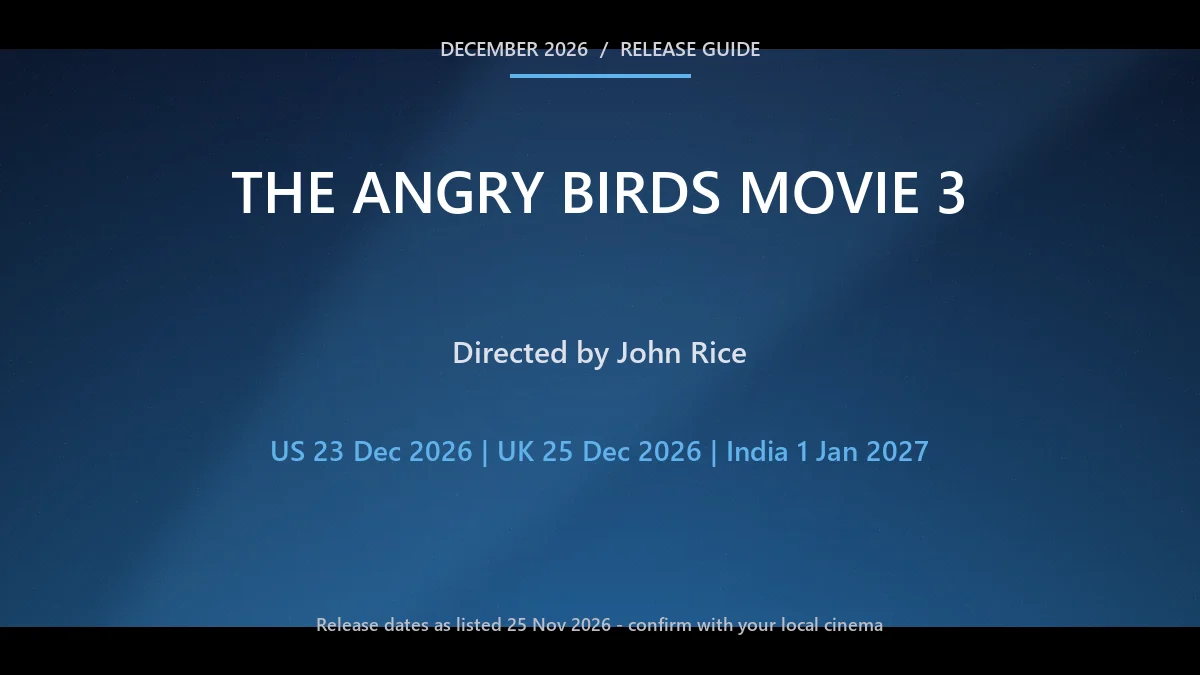 DECEMBER 2026 / RELEASE GUIDE
THE ANGRY BIRDS MOVIE 3
Directed by John Rice
US 23 Dec 2026 | UK 25 Dec 2026 | India 1 Jan 2027
Release dates as listed 25 Nov 2026 - confirm with your local cinema